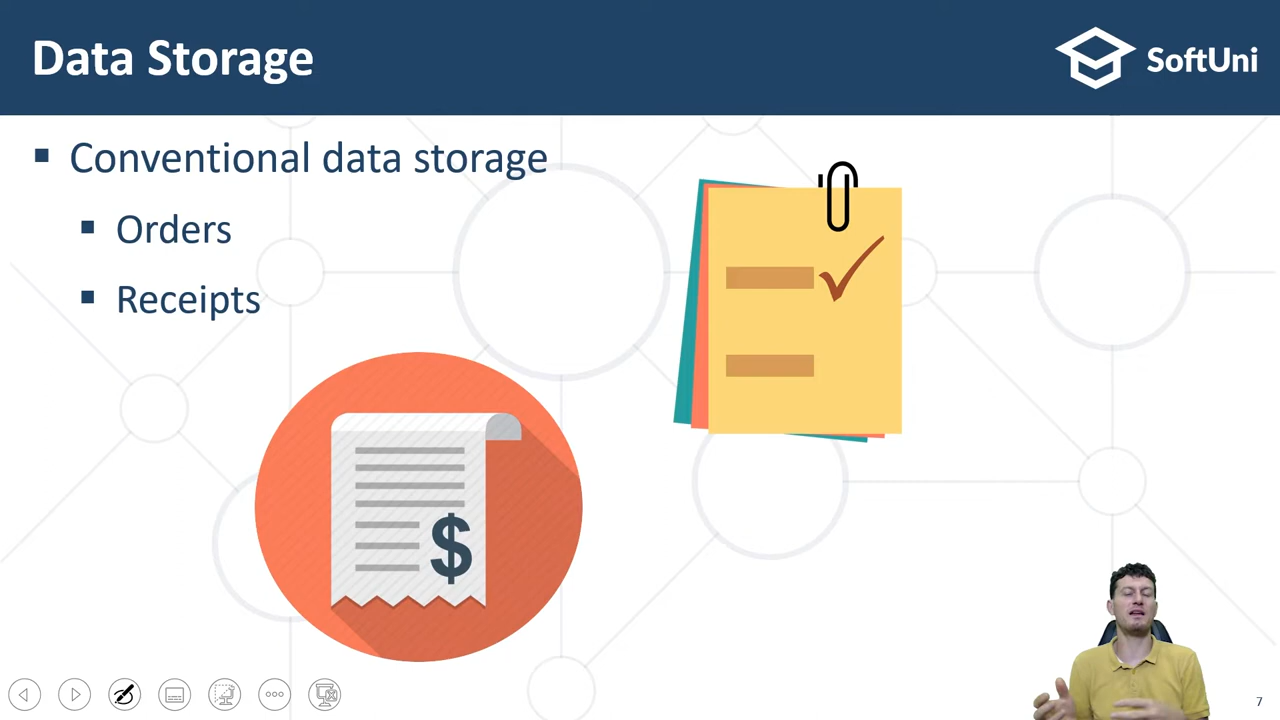 Data Storage
SoftUni
Conventional data storage
Orders
Receipts
$
7